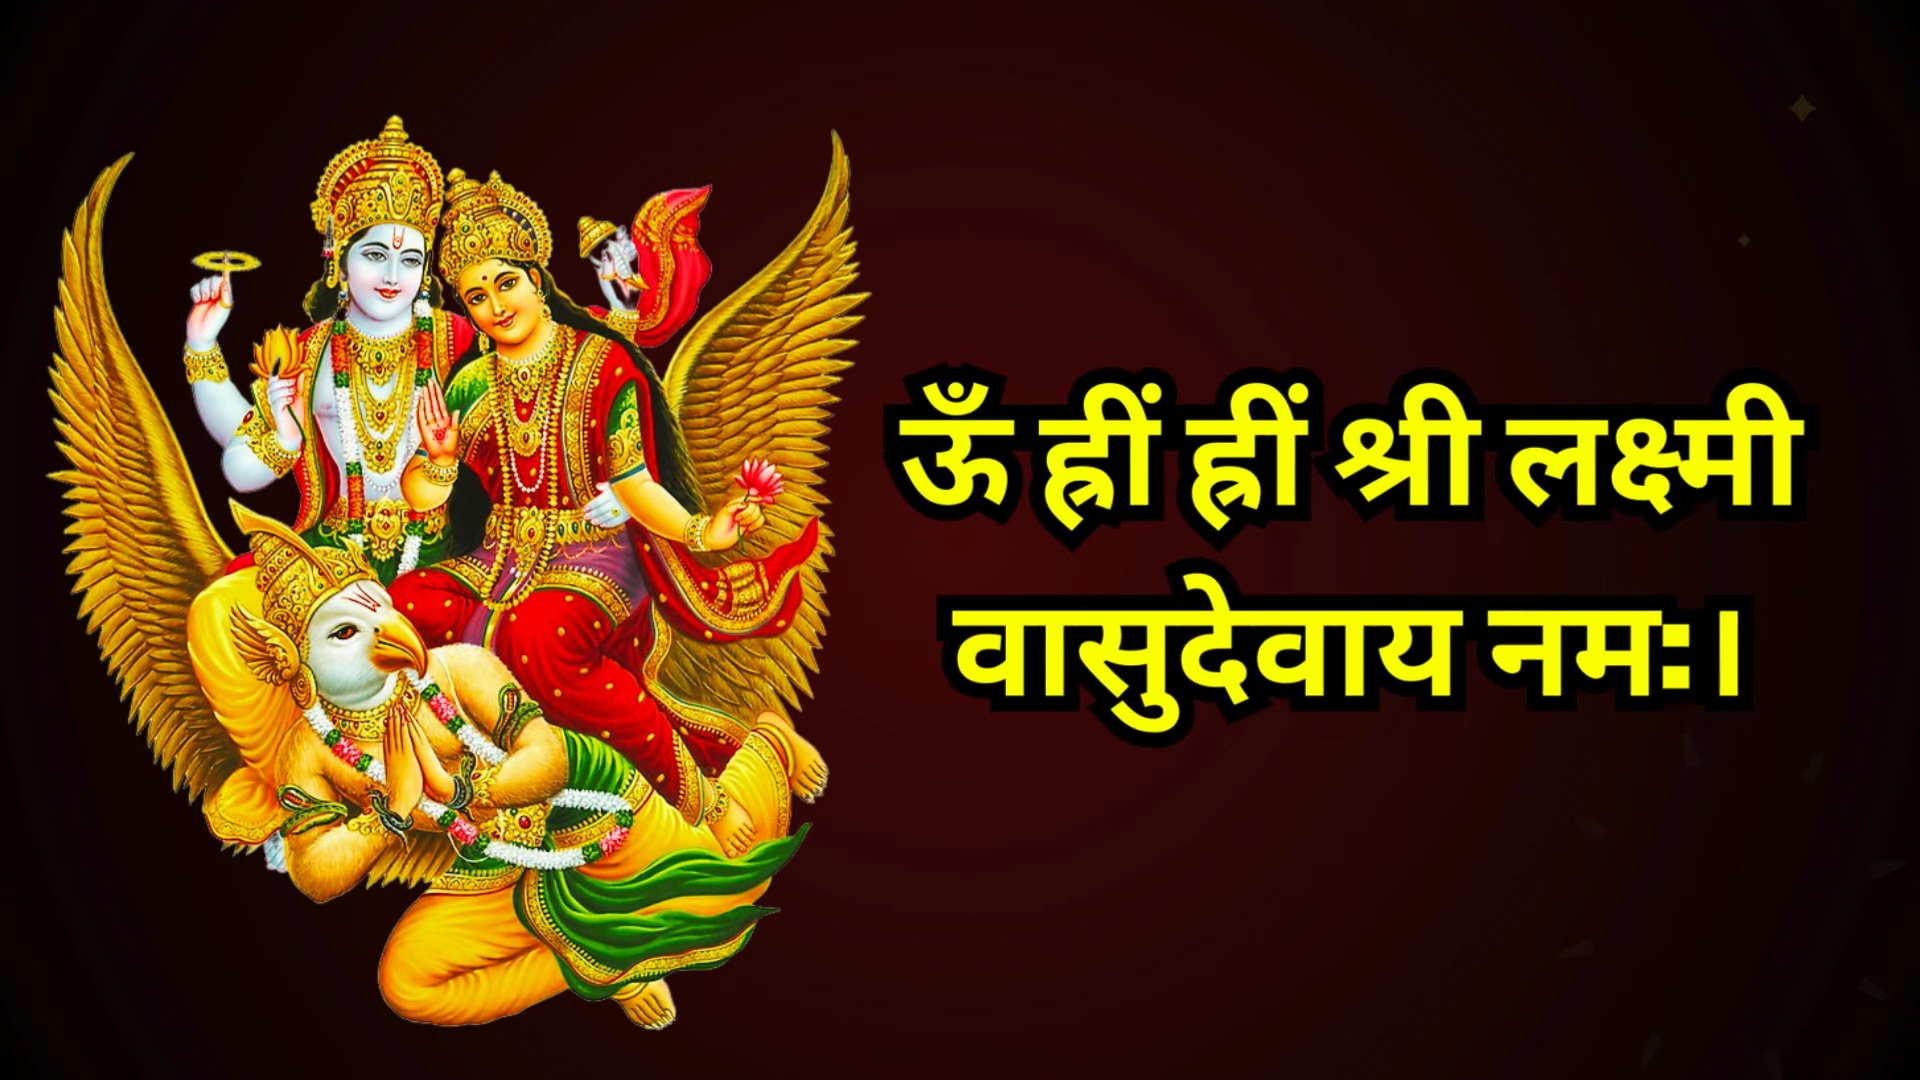 ऊँ ह्रीं ह्रीं श्री लक्ष्मी
वासुदेवाय नमः।